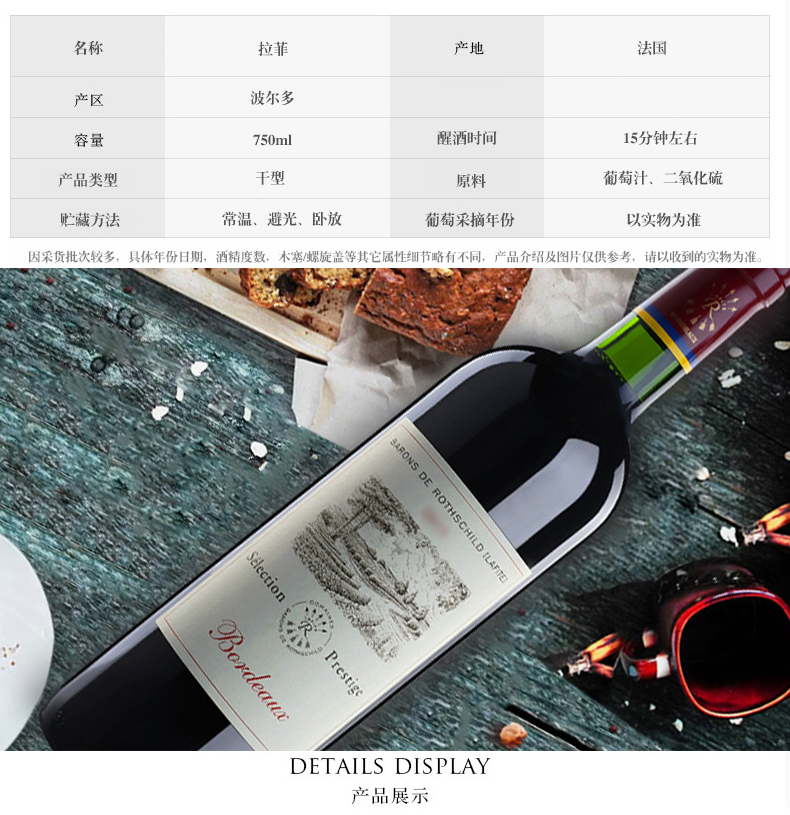 名称 拉菲 产地 法国
产区 波尔多
容量 750ml 醒酒时间 15分钟左右
产品类型 干型 原料 葡萄汁、二氧化硫
贮藏方法 常温、避光、卧放 葡萄采摘年份 以实物为准
因采货批次较多，具体年份日期，酒精度数，木塞/螺旋盖等其它属性细节略有不同，产品介绍及图片仅供参考，请以收到的实物为准。
BARONS DE ROTHSCHILD (LAFITE)
Sélection Prestige
Bordeaux
DETAILS DISPLAY
产品展示